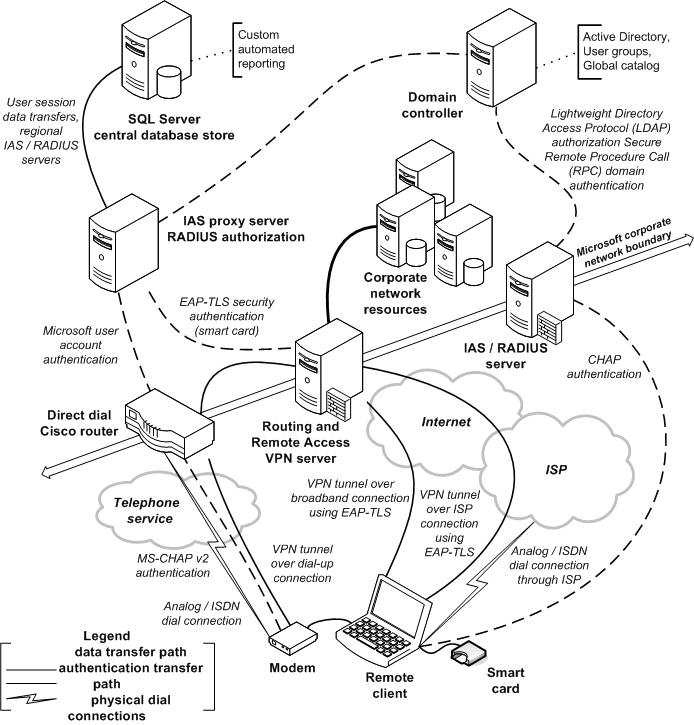 Custom
automated
reporting
SQL Server
central database store
User session
data transfers,
regional
IAS / RADIUS
servers
Active Directory,
User groups,
Global catalog
Domain
controller
Lightweight Directory
Access Protocol (LDAP)
authorization Secure
Remote Procedure Call
(RPC) domain
authentication
IAS proxy server
RADIUS authorization
Corporate
network
resources
Microsoft corporate
network boundary
EAP-TLS security
authentication
(smart card)
Microsoft user
account
authentication
IAS / RADIUS
server
CHAP
authentication
Direct dial
Cisco router
Routing and
Remote Access
VPN server
Internet
ISP
Telephone
service
VPN tunnel over
broadband connection
using EAP-TLS
VPN tunnel
over ISP
connection
using
EAP-TLS
Analog / ISDN
dial connection
through ISP
MS-CHAP v2
authentication
VPN tunnel
over dial-up
connection
Analog / ISDN
dial connection
Modem
Remote
client
Smart
card
Legend
data transfer path
authentication transfer
path
physical dial
connections